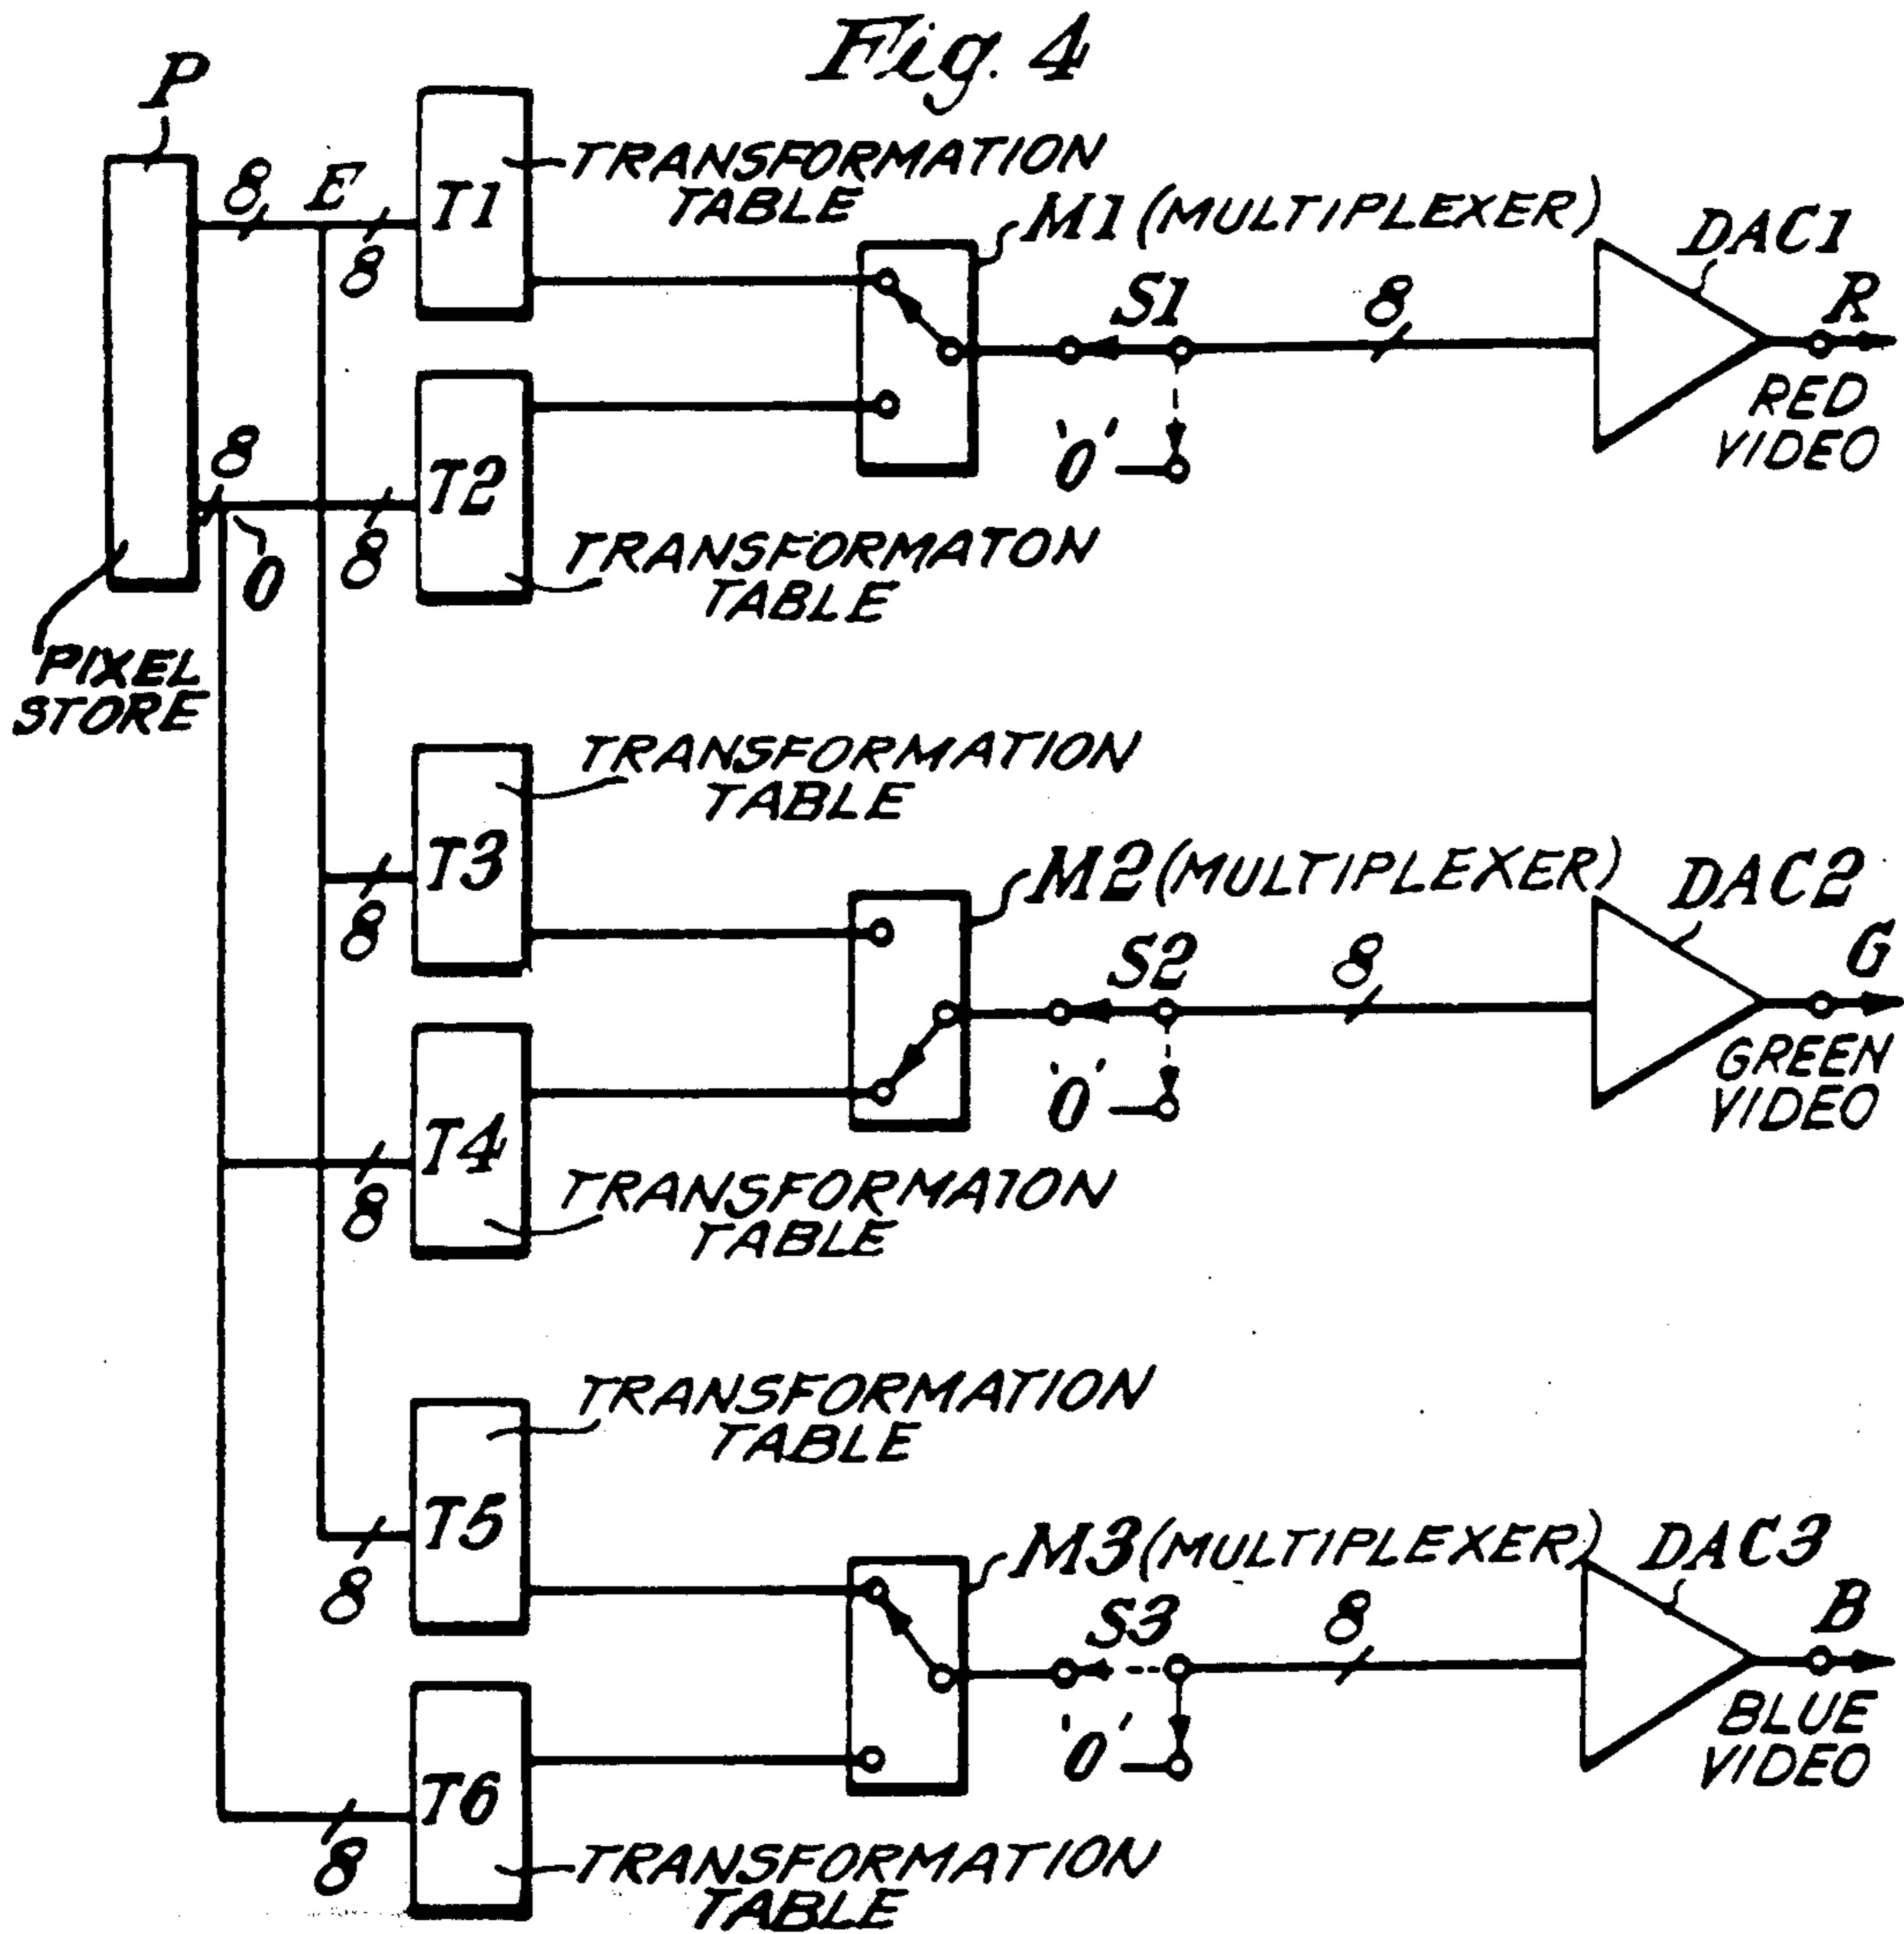 Fig. 4
P
8 E
8
T1
TRANSFORMATION
TABLE
M1 (MULTIPLEXER)
DAC1
S1
8
R
RED
VIDEO
'0'
8
0
8
T2
TRANSFORMATON
TABLE
PIXEL
STORE
TRANSFORMATION
TABLE
T3
8
M2 (MULTIPLEXER)
DAC2
S2
8
G
GREEN
VIDEO
'0'
T4
8
TRANSFORMAION
TABLE
TRANSFORMATION
TABLE
T5
8
M3 (MULTIPLEXER)
DAC3
S3
8
B
BLUE
VIDEO
'0'
T6
8
TRANSFORMATION
TABLE